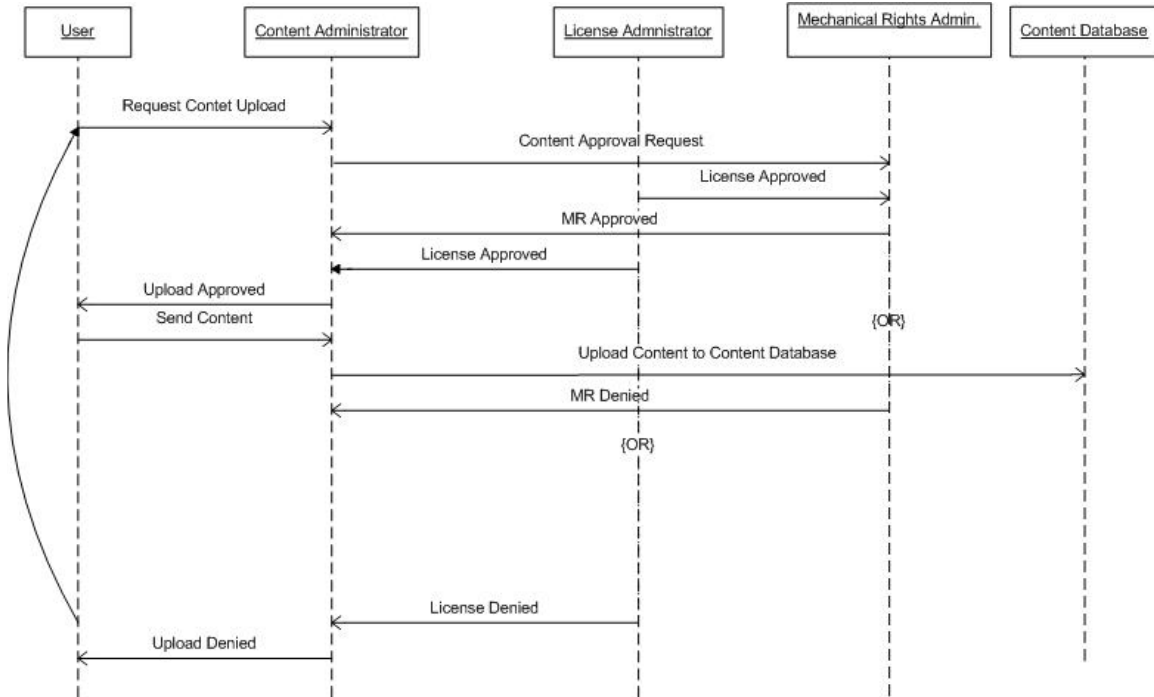 User
Content Administrator
License Admnistrator
Mechanical Rights Admin.
Content Database
Request Contet Upload
Content Approval Request
License Approved
MR Approved
License Approved
Upload Approved
Send Content
{OR}
Upload Content to Content Database
MR Denied
{OR}
License Denied
Upload Denied